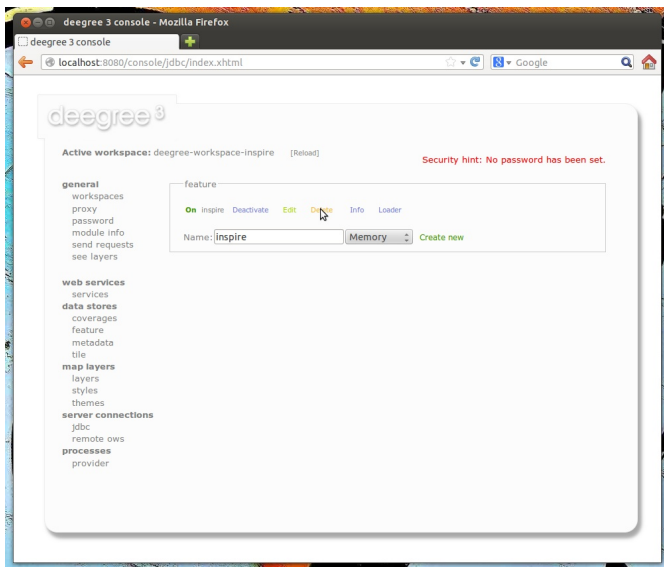 deegree 3 console - Mozilla Firefox
deegree 3 console
localhost:8080/console/jdbc/index.xhtml
Google
deegree 3
Active workspace: deegree-workspace-inspire [Reload]
Security hint: No password has been set.
general
workspaces
proxy
password
module info
send requests
see layers
web services
services
data stores
coverages
feature
metadata
tile
map layers
layers
styles
themes
server connections
jdbc
remote ows
processes
provider
feature
On inspire Deactivate Edit Delete Info Loader
Name: inspire Memory Create new